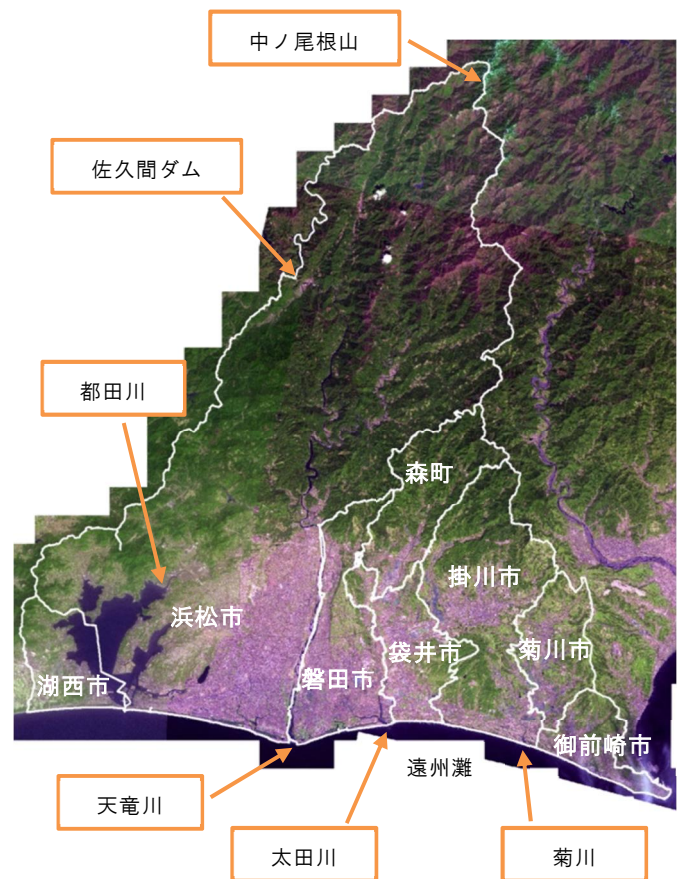 中ノ尾根山
佐久間ダム
都田川
森町
掛川市
浜松市
袋井市
菊川市
磐田市
湖西市
御前崎市
遠州灘
天竜川
太田川
菊川